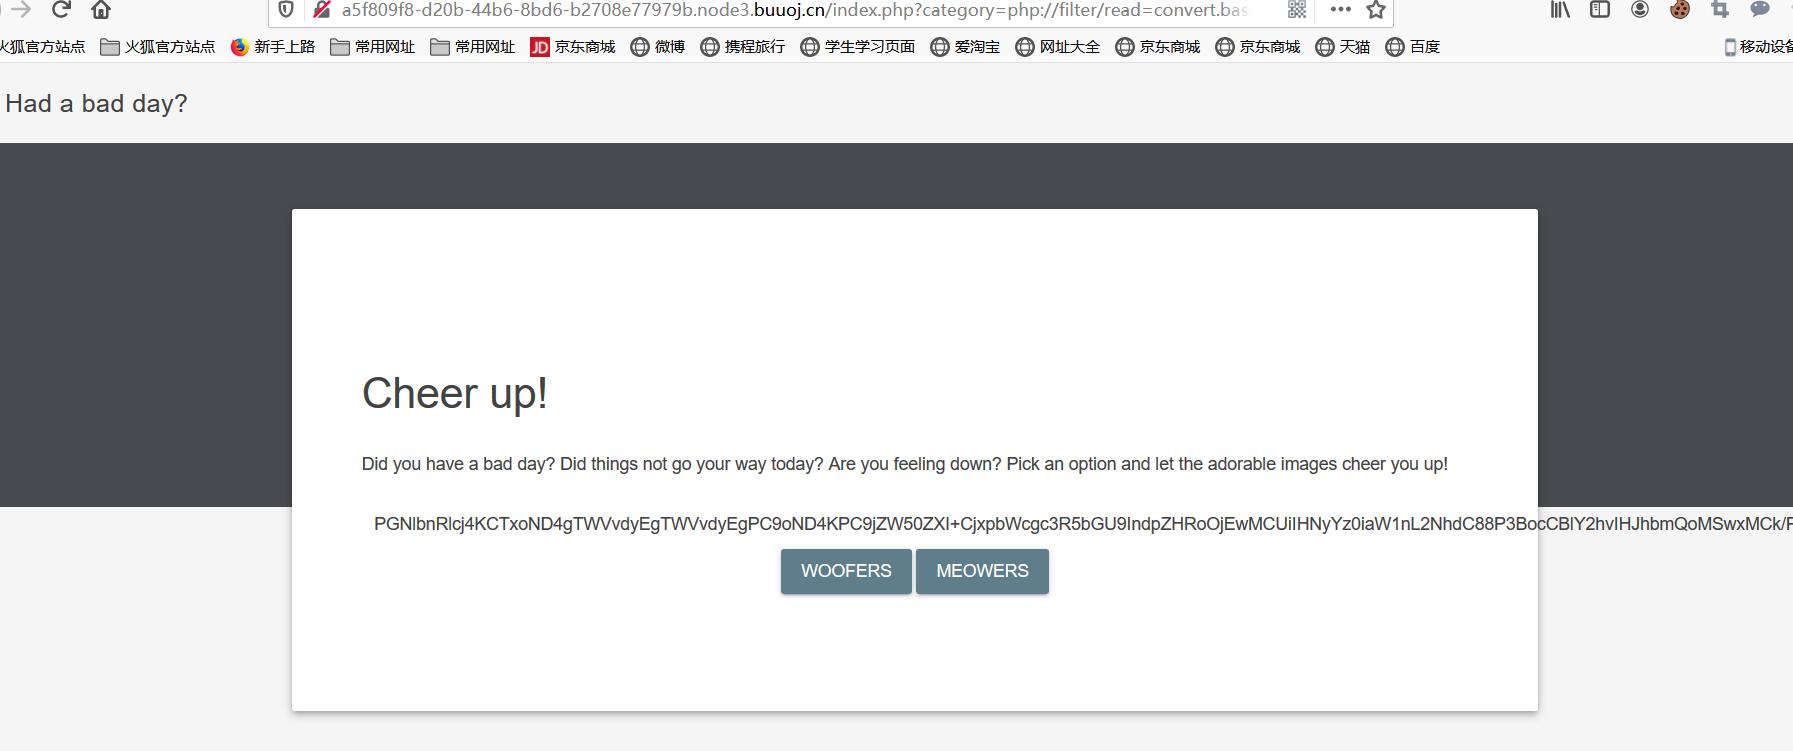 a5f809f8-d20b-44b6-8bd6-b2708e77979b.node3.buuoj.cn/index.php?category=php://filter/read=convert.bas
火狐官方站点 火狐官方站点 新手上路 常用网址 常用网址 JD 京东商城 微博 携程旅行 学生学习页面 爱淘宝 网址大全 京东商城 京东商城 天猫 百度 移动设备
Had a bad day?
Cheer up!
Did you have a bad day? Did things not go your way today? Are you feeling down? Pick an option and let the adorable images cheer you up!
PGNlbnRlcj4KCTxoND4gTWVvdyEgTWVvdyEgPC9oND4KPC9jZW50ZXI+CjxpbWcgc3R5bGU9IndpZHRoOjEwMCUiIHNyYz0iaW1nL2NhdC88P3BocCBlY2hvIHJhbmQoMSwxMCk/P
WOOFERS MEOWERS